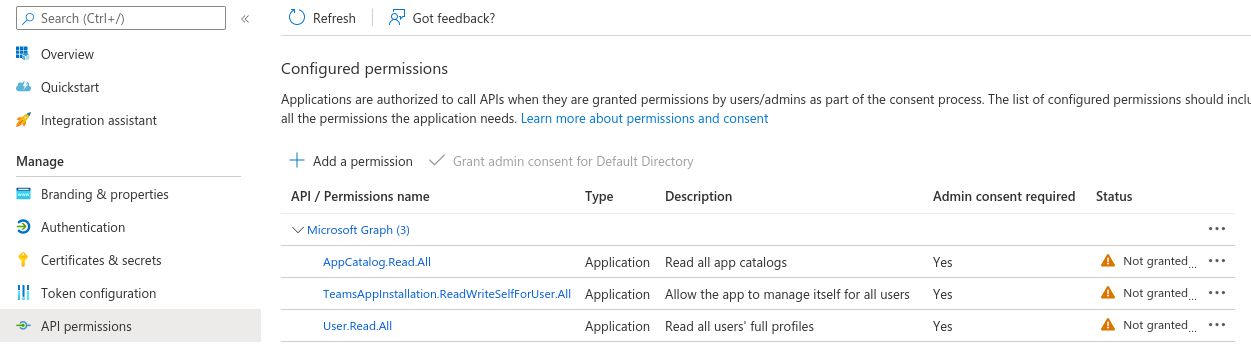 Search (Ctrl+/)
«
Refresh
Got feedback?
Overview
Quickstart
Integration assistant
Manage
Branding & properties
Authentication
Certificates & secrets
Token configuration
API permissions
Configured permissions
Applications are authorized to call APIs when they are granted permissions by users/admins as part of the consent process. The list of configured permissions should inclu
all the permissions the application needs. Learn more about permissions and consent
Add a permission
Grant admin consent for Default Directory
API / Permissions name Type Description Admin consent required Status
Microsoft Graph (3) ...
AppCatalog.Read.All Application Read all app catalogs Yes Not granted... ...
TeamsAppInstallation.ReadWriteSelfForUser.All Application Allow the app to manage itself for all users Yes Not granted... ...
User.Read.All Application Read all users' full profiles Yes Not granted... ...